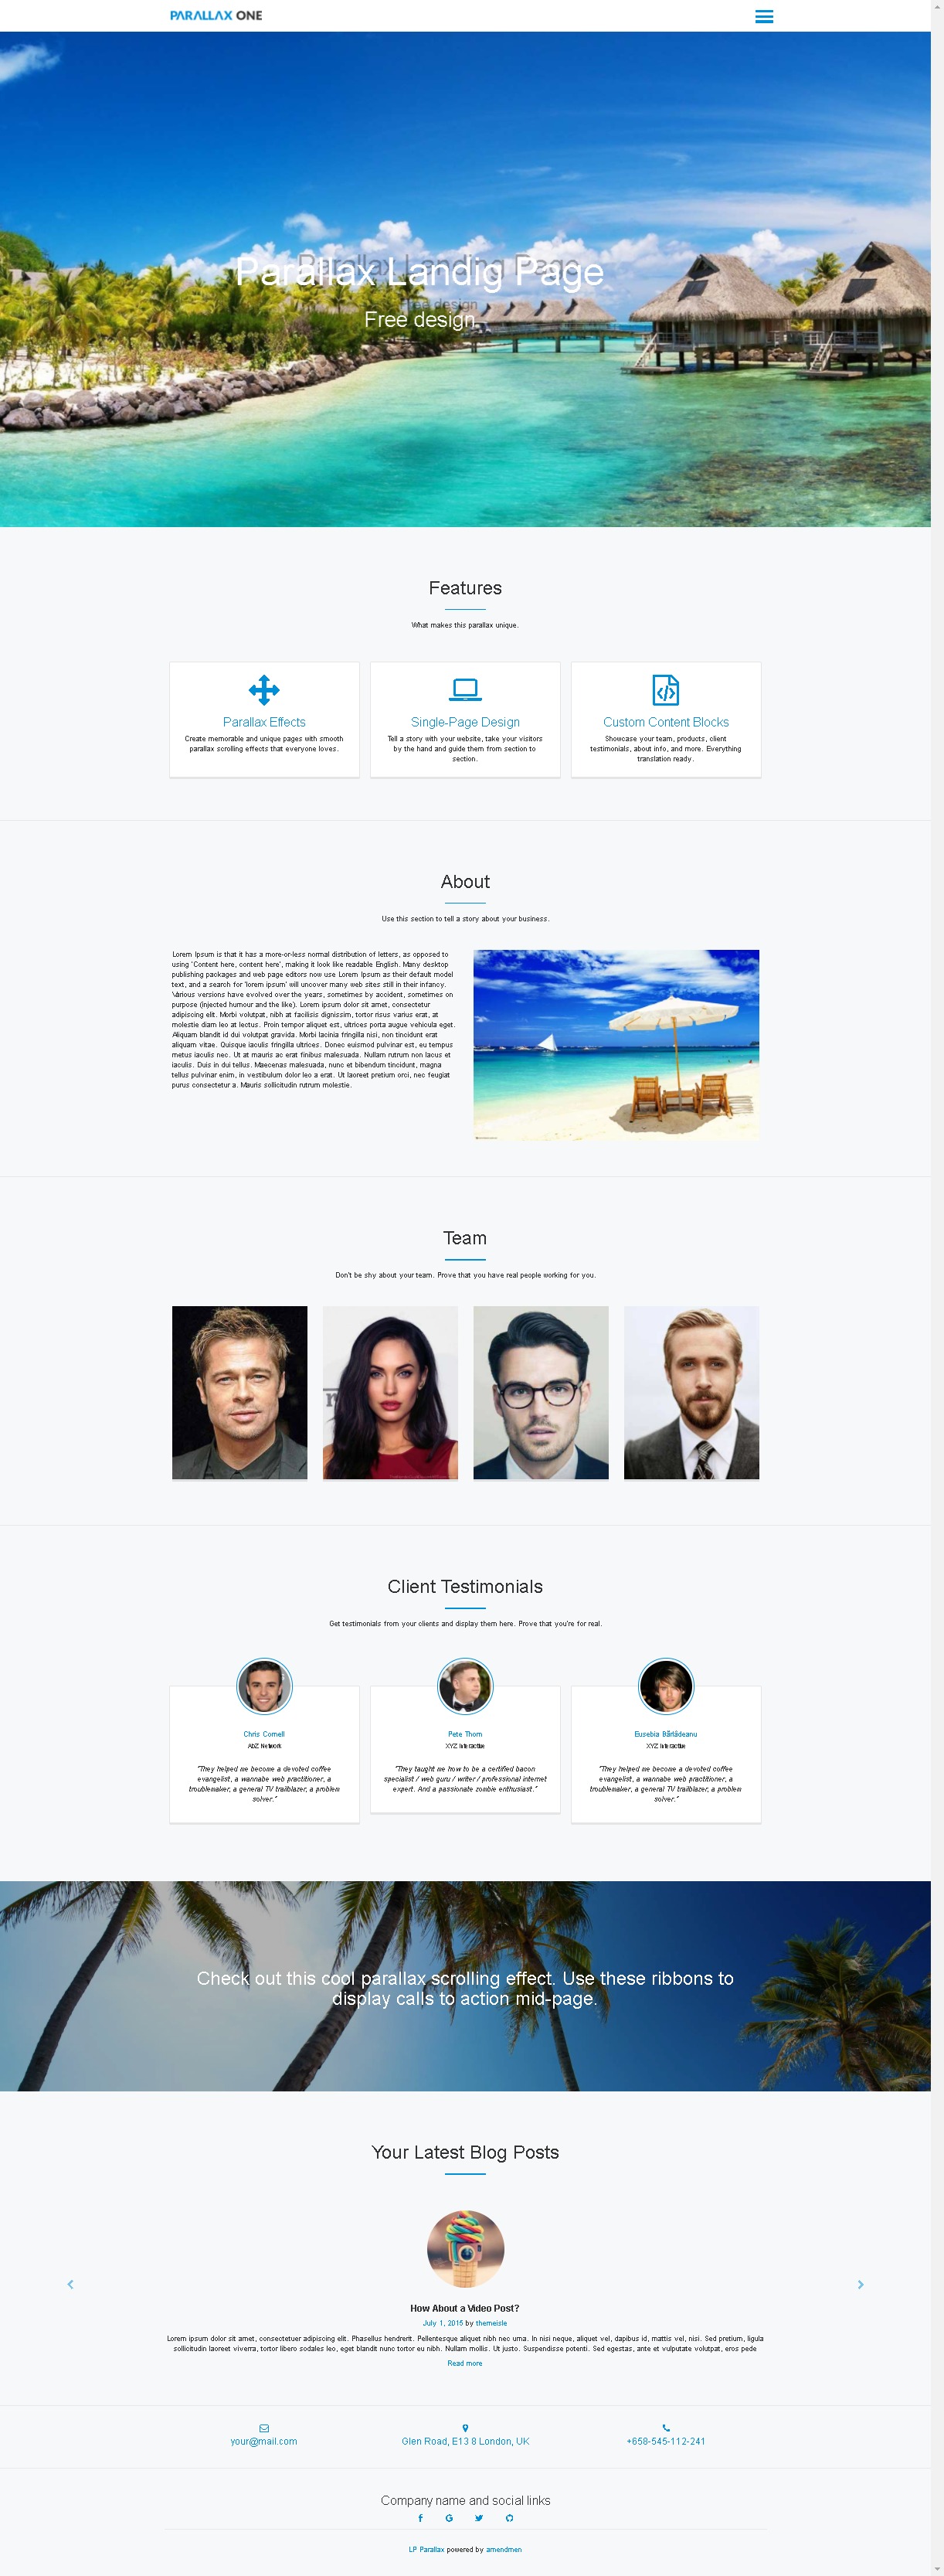 PARALLAX ONE
Parallax Landig Page
Parallax Landig Page
Free design
Free design
Features
What makes this parallax unique.
Parallax Effects
Create memorable and unique pages with smooth
parallax scrolling effects that everyone loves.
Single-Page Design
Tell a story with your website, take your visitors
by the hand and guide them from section to
section.
Custom Content Blocks
Showcase your team, products, client
testimonials, about info, and more. Everything
translation ready.
About
Use this section to tell a story about your business.
Lorem Ipsum is that it has a more-or-less normal distribution of letters, as opposed to
using 'Content here, content here', making it look like readable English. Many desktop
publishing packages and web page editors now use Lorem Ipsum as their default model
text, and a search for 'lorem ipsum' will uncover many web sites still in their infancy.
Various versions have evolved over the years, sometimes by accident, sometimes on
purpose (injected humour and the like). Lorem ipsum dolor sit amet, consectetur
adipiscing elit. Morbi volutpat, nibh at facilisis dignissim, tortor risus varius erat, at
molestie diam leo at lectus. Proin tempor aliquet est, ultrices porta augue vehicula eget.
Aliquam blandit id dui volutpat gravida. Morbi lacinia fringilla nisi, non tincidunt erat
aliquam vitae. Quisque iaculis fringilla ultrices. Donec euismod pulvinar est, eu tempus
metus iaculis nec. Ut at mauris ac erat finibus malesuada. Nullam rutrum non lacus et
iaculis. Duis in dui tellus. Maecenas malesuada, nunc et bibendum tincidunt, magna
tellus pulvinar enim, in vestibulum dolor leo a erat. Ut laoreet pretium orci, nec feugiat
purus consectetur a. Mauris sollicitudin rutrum molestie.
Team
Don't be shy about your team. Prove that you have real people working for you.
Client Testimonials
Get testimonials from your clients and display them here. Prove that you're for real.
Chris Cornell
AbZ Network
"They helped me become a devoted coffee
evangelist, a wannabe web practitioner, a
troublemaker, a general TV trailblazer, a problem
solver."
Pete Thorn
XYZ Interactive
"They taught me how to be a certified bacon
specialist / web guru / writer / professional internet
expert. And a passionate zombie enthusiast."
Eusebia Bârlădeanu
XYZ Interactive
"They helped me become a devoted coffee
evangelist, a wannabe web practitioner, a
troublemaker, a general TV trailblazer, a problem
solver."
Check out this cool parallax scrolling effect. Use these ribbons to
display calls to action mid-page.
Your Latest Blog Posts
How About a Video Post?
July 1, 2015 by themeisle
Lorem ipsum dolor sit amet, consectetuer adipiscing elit. Phasellus hendrerit. Pellentesque aliquet nibh nec uma. In nisi neque, aliquet vel, dapibus id, mattis vel, nisi. Sed pretium, ligula
sollicitudin laoreet viverra, tortor libero sodales leo, eget blandit nunc tortor eu nibh. Nullam mollis. Ut justo. Suspendisse potenti. Sed egestas, ante et vulputate volutpat, eros pede
Read more
your@mail.com
Glen Road, E13 8 London, UK
+658-545-112-241
Company name and social links
LP Parallax powered by amendmen